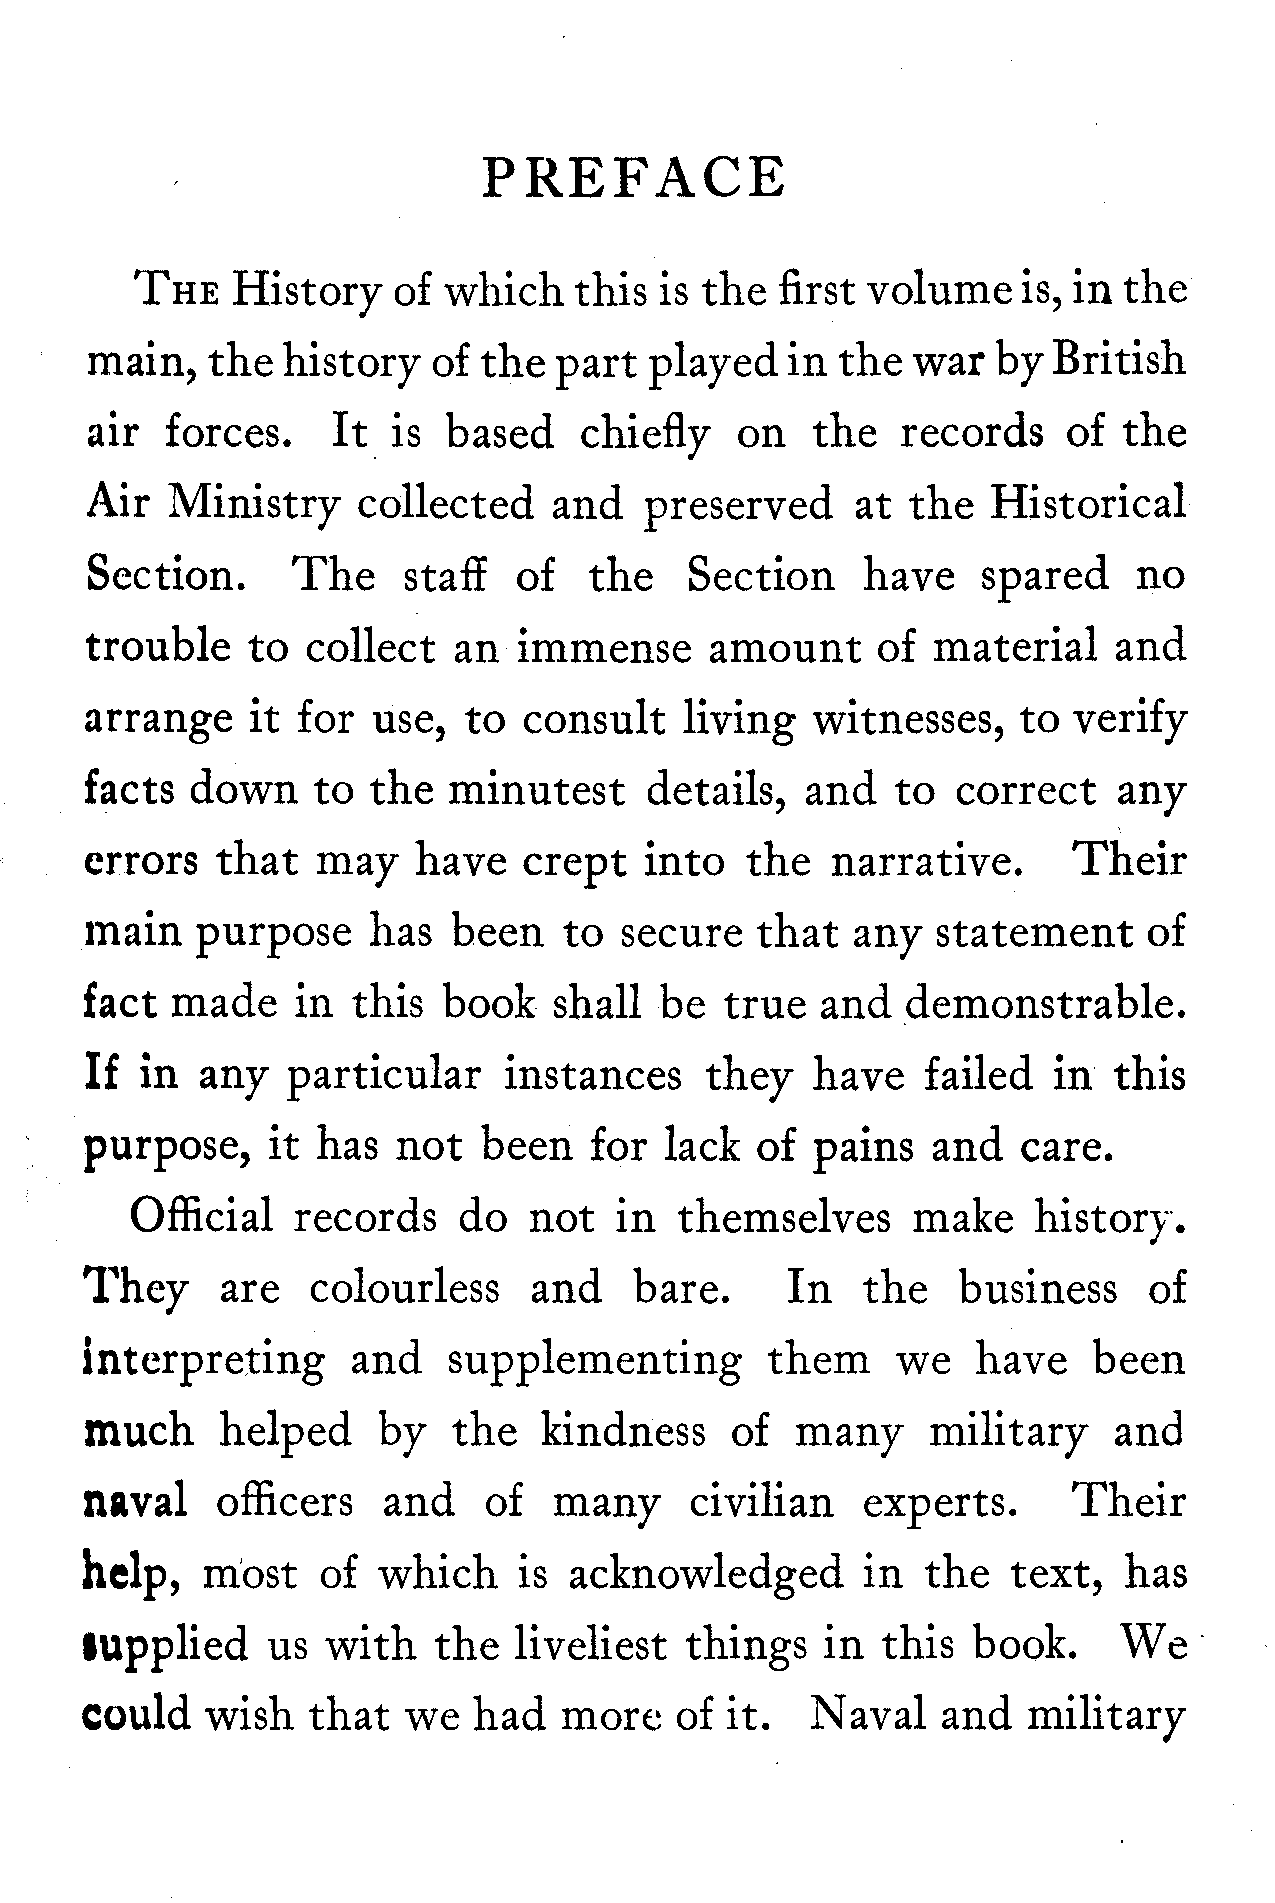 PREFACE
THE History of which this is the first volume is, in the
main, the history of the part played in the war by British
air forces. It is based chiefly on the records of the
Air Ministry collected and preserved at the Historical
Section. The staff of the Section have spared no
trouble to collect an immense amount of material and
arrange it for use, to consult living witnesses, to verify
facts down to the minutest details, and to correct any
errors that may have crept into the narrative. Their
main purpose has been to secure that any statement of
fact made in this book shall be true and demonstrable.
If in any particular instances they have failed in this
purpose, it has not been for lack of pains and care.
Official records do not in themselves make history.
They are colourless and bare. In the business of
interpreting and supplementing them we have been
much helped by the kindness of many military and
naval officers and of many civilian experts. Their
help, most of which is acknowledged in the text, has
supplied us with the liveliest things in this book. We
could wish that we had more of it. Naval and military